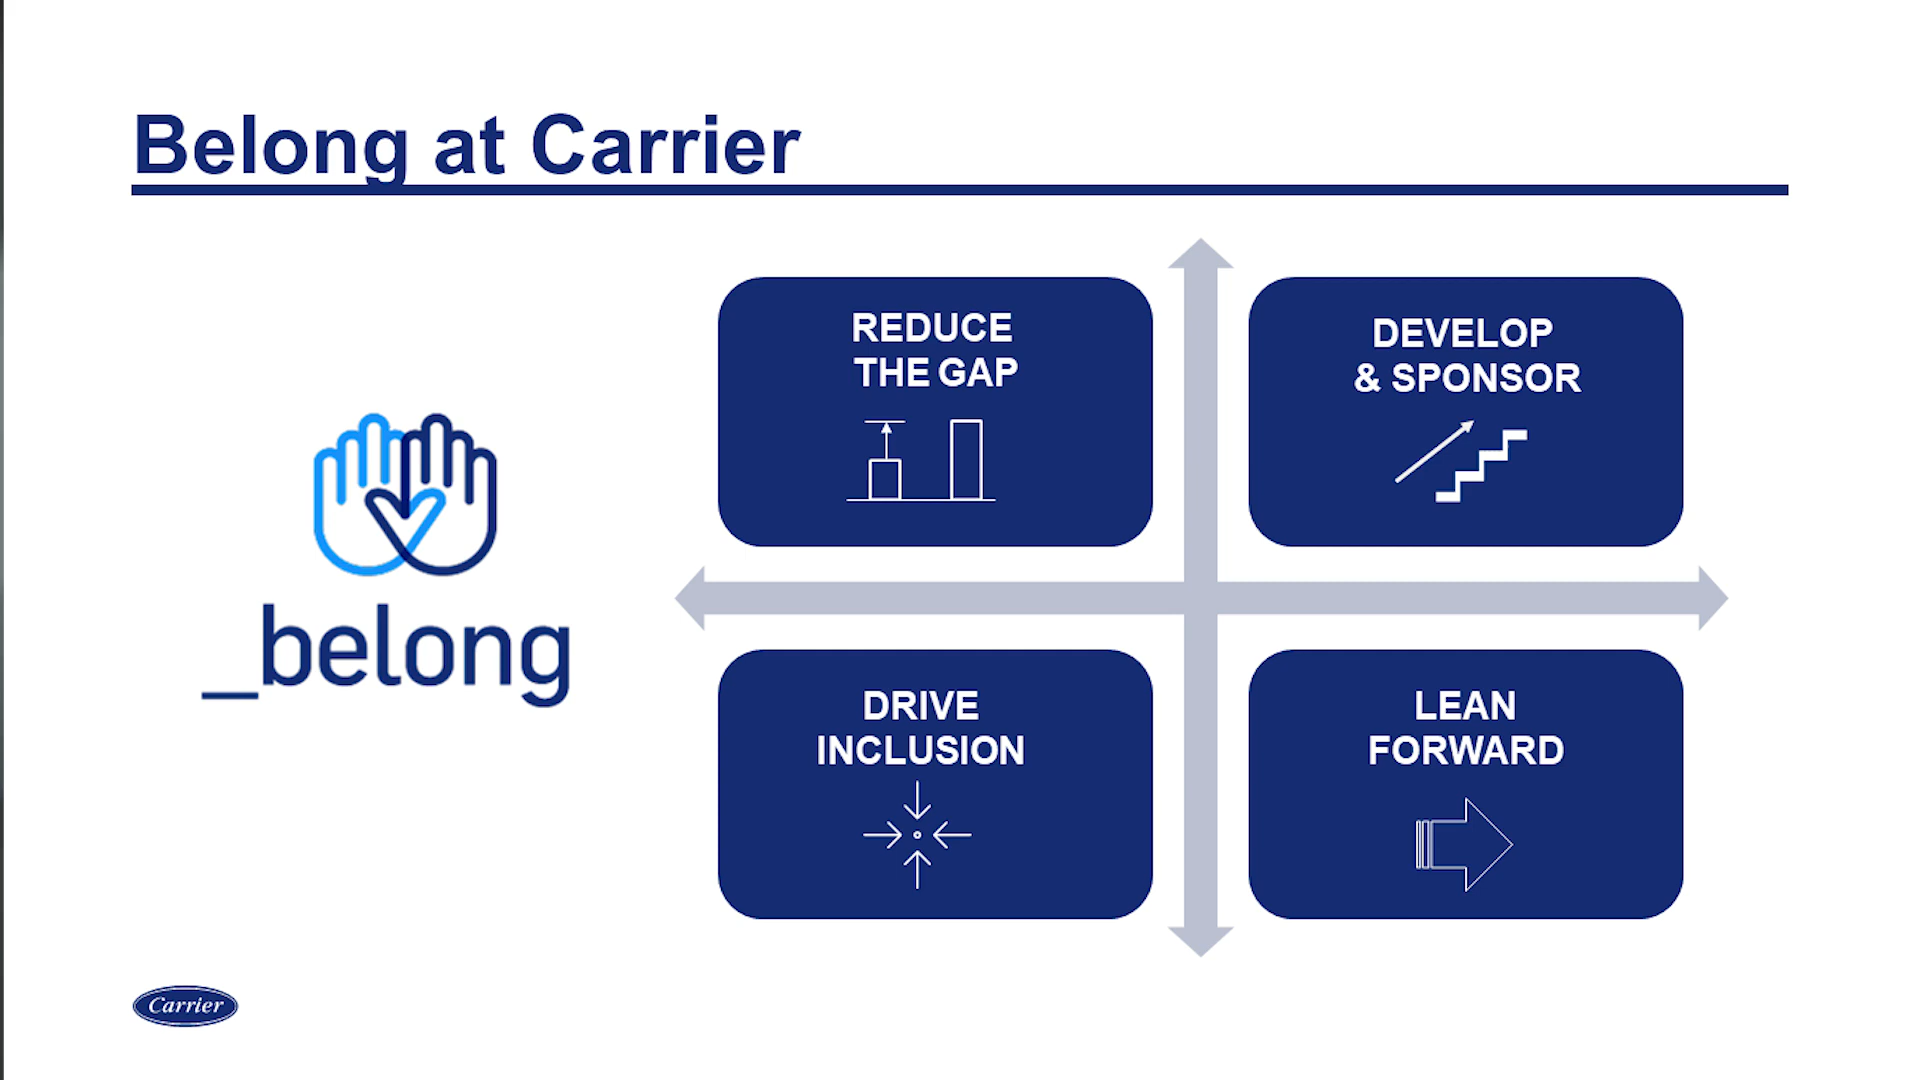 Belong at Carrier
REDUCE
THE GAP
DEVELOP
& SPONSOR
_belong
DRIVE
INCLUSION
LEAN
FORWARD
Carrier